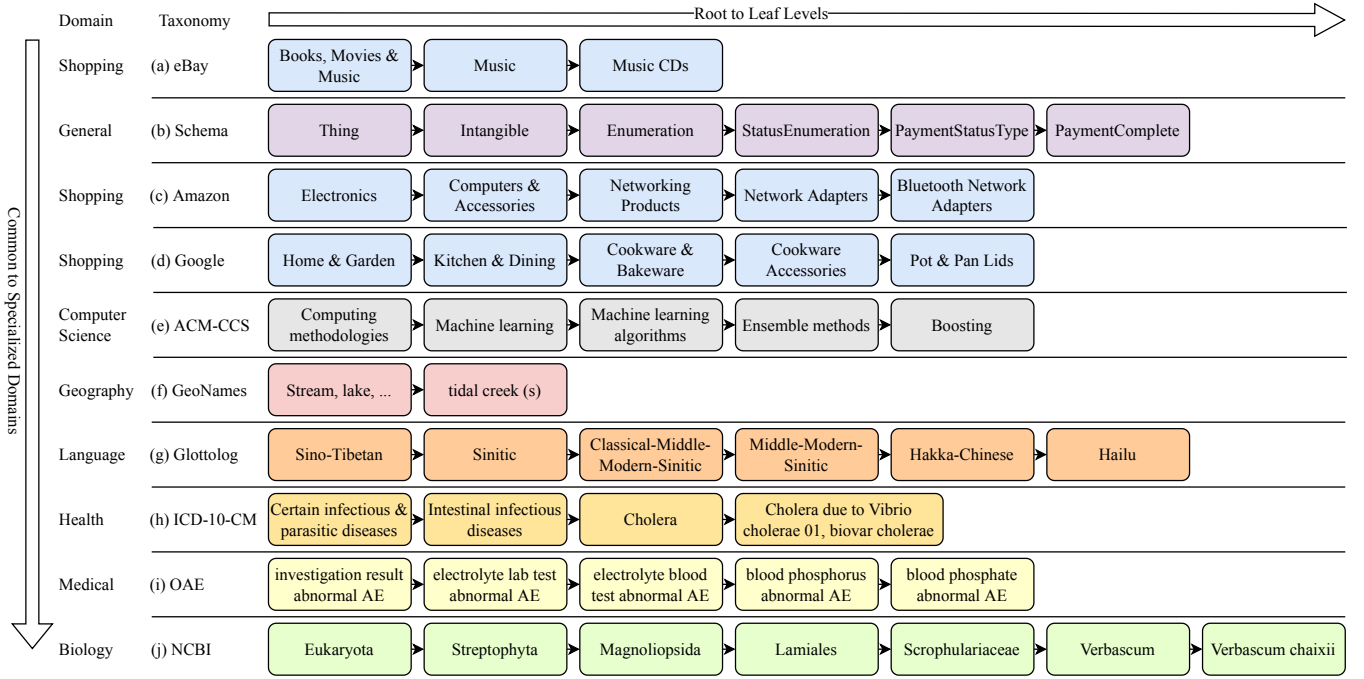 Domain
Taxonomy
Root to Leaf Levels
Common to Specialized Domains
Shopping
(a) eBay
Books, Movies &
Music
Music
Music CDs
General
(b) Schema
Thing
Intangible
Enumeration
StatusEnumeration
PaymentStatusType
PaymentComplete
Shopping
(c) Amazon
Electronics
Computers &
Accessories
Networking
Products
Network Adapters
Bluetooth Network
Adapters
Shopping
(d) Google
Home & Garden
Kitchen & Dining
Cookware &
Bakeware
Cookware
Accessories
Pot & Pan Lids
Computer
Science
(e) ACM-CCS
Computing
methodologies
Machine learning
Machine learning
algorithms
Ensemble methods
Boosting
Geography
(f) GeoNames
Stream, lake, ...
tidal creek (s)
Language
(g) Glottolog
Sino-Tibetan
Sinitic
Classical-Middle-
Modern-Sinitic
Middle-Modern-
Sinitic
Hakka-Chinese
Hailu
Health
(h) ICD-10-CM
Certain infectious &
parasitic diseases
Intestinal infectious
diseases
Cholera
Cholera due to Vibrio
cholerae 01, biovar cholerae
Medical
(i) OAE
investigation result
abnormal AE
electrolyte lab test
abnormal AE
electrolyte blood
test abnormal AE
blood phosphorus
abnormal AE
blood phosphate
abnormal AE
Biology
(j) NCBI
Eukaryota
Streptophyta
Magnoliopsida
Lamiales
Scrophulariaceae
Verbascum
Verbascum chaixii